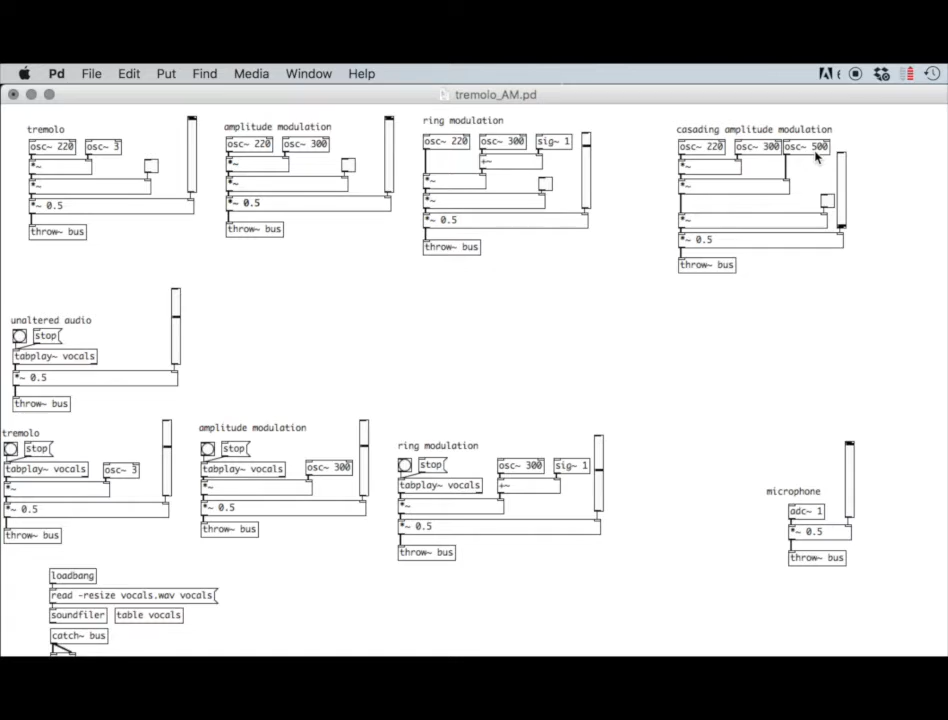 Pd File Edit Put Find Media Window Help
tremolo_AM.pd
tremolo
osc~ 220 osc~ 3
*~
*~
*~ 0.5
throw~ bus
amplitude modulation
osc~ 220 osc~ 300
*~
*~
*~ 0.5
throw~ bus
ring modulation
osc~ 220 osc~ 300 sig~ 1
+~
*~
*~
*~ 0.5
throw~ bus
casading amplitude modulation
osc~ 220 osc~ 300 osc~ 500
*~
*~
*~
*~ 0.5
throw~ bus
unaltered audio
stop
tabplay~ vocals
*~ 0.5
throw~ bus
tremolo
stop
tabplay~ vocals osc~ 3
*~
*~ 0.5
throw~ bus
amplitude modulation
stop
tabplay~ vocals osc~ 300
*~
*~ 0.5
throw~ bus
ring modulation
stop osc~ 300 sig~ 1
tabplay~ vocals +~
*~
*~ 0.5
throw~ bus
microphone
adc~ 1
*~ 0.5
throw~ bus
loadbang
read -resize vocals.wav vocals
soundfiler table vocals
catch~ bus